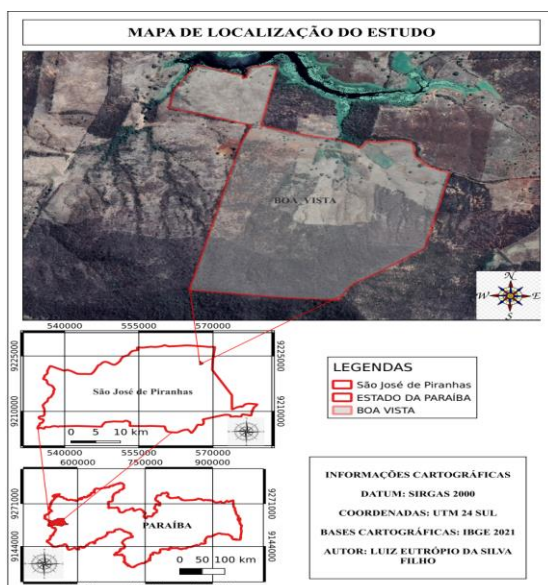 MAPA DE LOCALIZAÇÃO DO ESTUDO
BOA VISTA
N
W E
S
540000 555000 570000
9225000 9225000
São José de Piranhas
9210000 9210000
0 5 10 km
600000 750000 900000
9271000 9271000
PARAÍBA
9144000 9144000
0 50 100 km
LEGENDAS
São José de Piranhas
ESTADO DA PARAÍBA
BOA VISTA
INFORMAÇÕES CARTOGRÁFICAS
DATUM: SIRGAS 2000
COORDENADAS: UTM 24 SUL
BASES CARTOGRÁFICAS: IBGE 2021
AUTOR: LUIZ EUTRÓPIO DA SILVA
FILHO